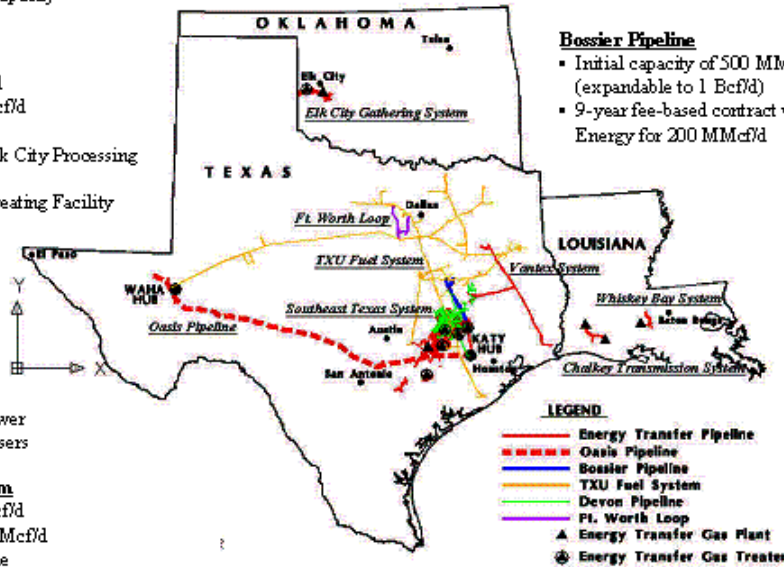 OKLAHOMA
Tulsa
Elk City
Elk City Gathering System
Bossier Pipeline
▪ Initial capacity of 500 MM
(expandable to 1 Bcf/d)
▪ 9-year fee-based contract
Energy for 200 MMcf/d
cf/d
k City Processing
eating Facility
TEXAS
Ft. Worth Loop
Dallas
TXU Fuel System
LOUISIANA
El Paso
Vantex System
WAHA
HUB
Southeast Texas System
Whiskey Bay System
Baton Rouge
Oasis Pipeline
Austin
KATY
HUB
Houston
San Antonio
Chalkey Transmission System
Y
X
wer
sers
m
cf/d
Mcf/d
e
LEGEND
Energy Transfer Pipeline
Oasis Pipeline
Bossier Pipeline
TXU Fuel System
Devon Pipeline
Ft. Worth Loop
Energy Transfer Gas Plant
Energy Transfer Gas Treater